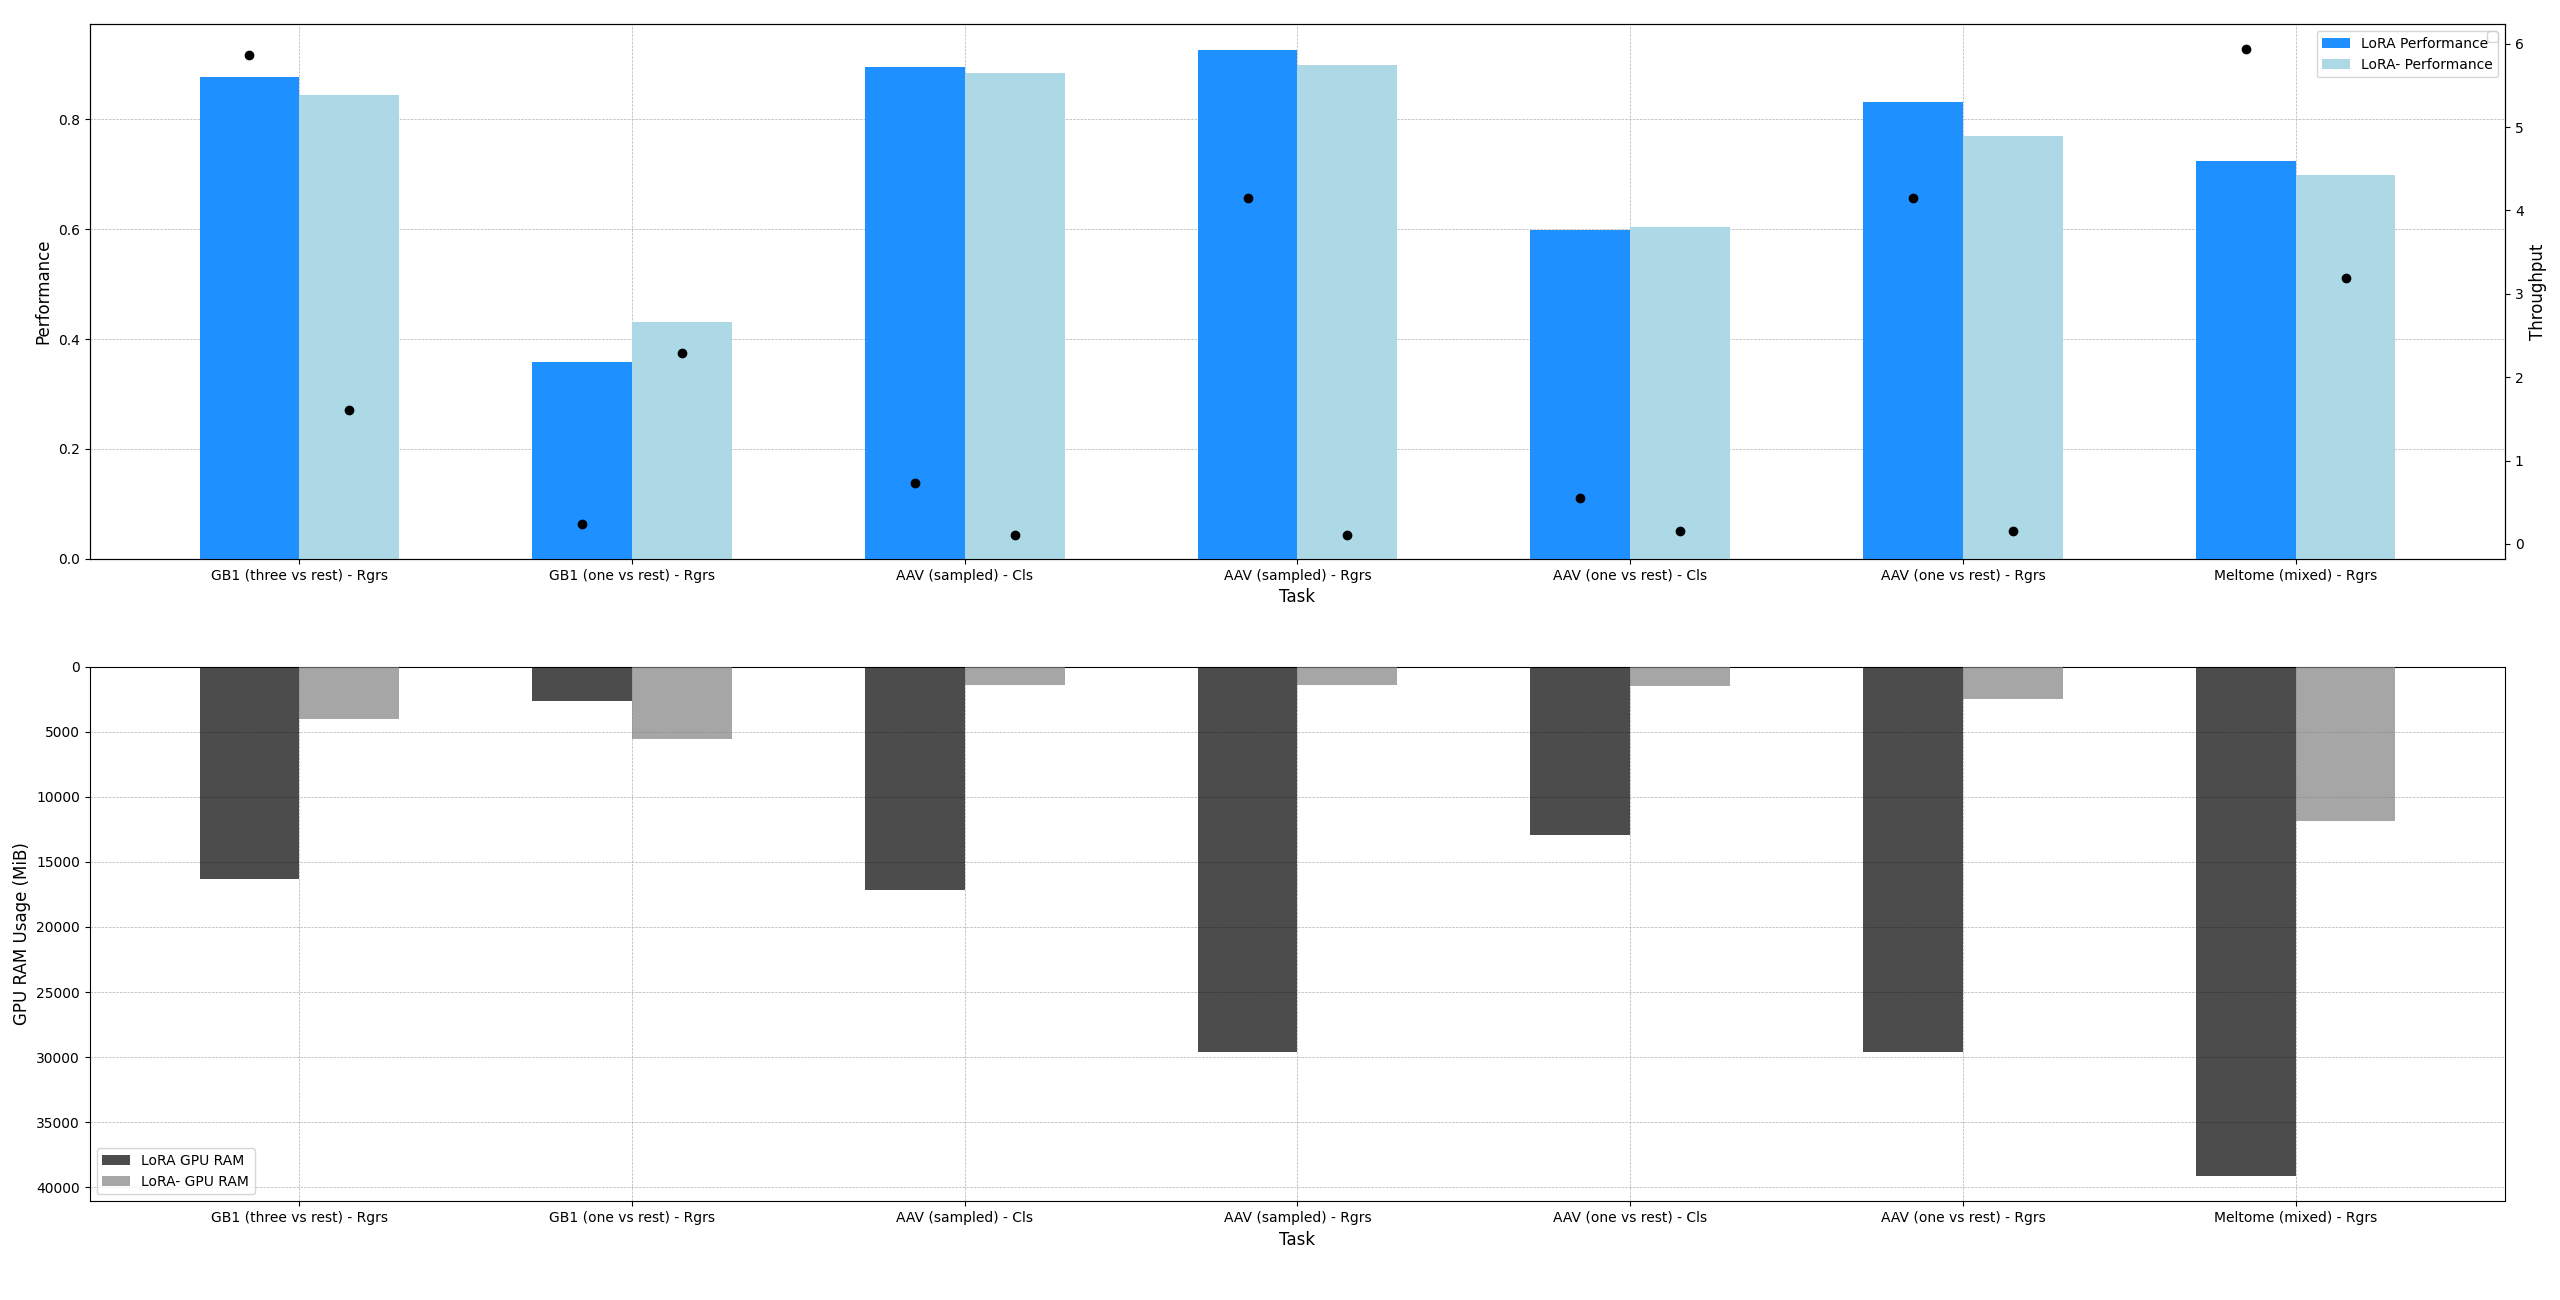 LoRA Performance
LoRA- Performance
Performance
0.8
0.6
0.4
0.2
0.0
6
5
4
3
2
1
0
Throughput
GB1 (three vs rest) - Rgrs
GB1 (one vs rest) - Rgrs
AAV (sampled) - Cls
AAV (sampled) - Rgrs
AAV (one vs rest) - Cls
AAV (one vs rest) - Rgrs
Meltome (mixed) - Rgrs
Task
GPU RAM Usage (MiB)
0
5000
10000
15000
20000
25000
30000
35000
40000
LoRA GPU RAM
LoRA- GPU RAM
GB1 (three vs rest) - Rgrs
GB1 (one vs rest) - Rgrs
AAV (sampled) - Cls
AAV (sampled) - Rgrs
AAV (one vs rest) - Cls
AAV (one vs rest) - Rgrs
Meltome (mixed) - Rgrs
Task